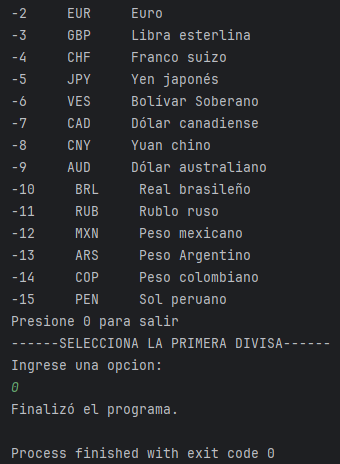 -2     EUR     Euro
-3     GBP     Libra esterlina
-4     CHF     Franco suizo
-5     JPY     Yen japonés
-6     VES     Bolívar Soberano
-7     CAD     Dólar canadiense
-8     CNY     Yuan chino
-9     AUD     Dólar australiano
-10     BRL     Real brasileño
-11     RUB     Rublo ruso
-12     MXN     Peso mexicano
-13     ARS     Peso Argentino
-14     COP     Peso colombiano
-15     PEN     Sol peruano
Presione 0 para salir
------SELECCIONA LA PRIMERA DIVISA------
Ingrese una opcion:
0
Finalizó el programa.
Process finished with exit code 0